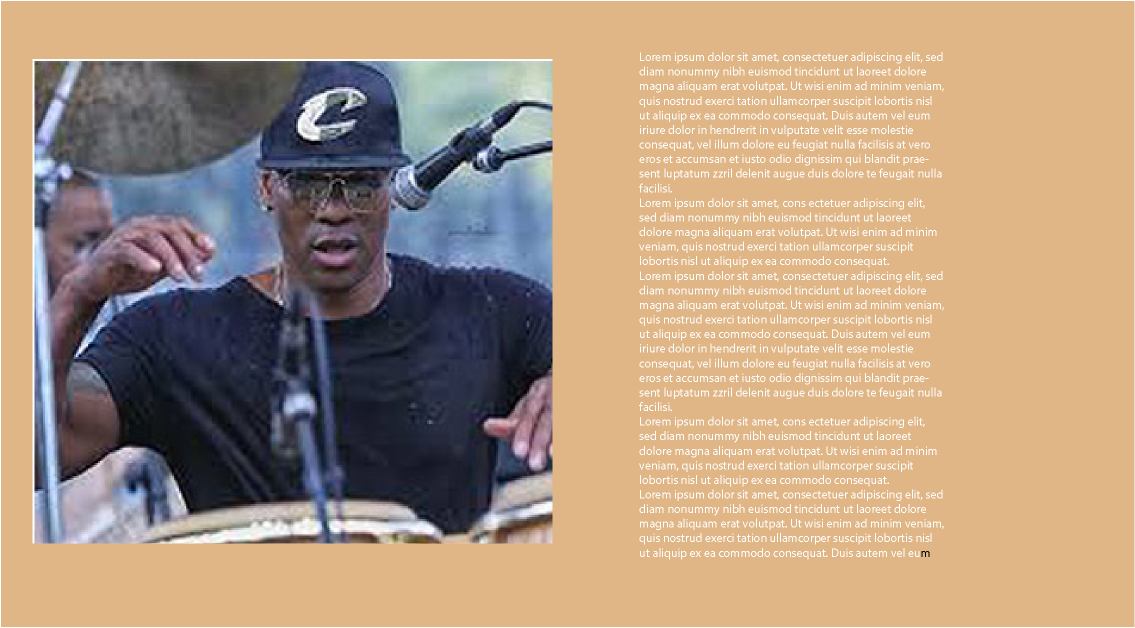 C
Lorem ipsum dolor sit amet, consectetuer adipiscing elit, sed
diam nonummy nibh euismod tincidunt ut laoreet dolore
magna aliquam erat volutpat. Ut wisi enim ad minim veniam,
quis nostrud exerci tation ullamcorper suscipit lobortis nisl
ut aliquip ex ea commodo consequat. Duis autem vel eum
iriure dolor in hendrerit in vulputate velit esse molestie
consequat, vel illum dolore eu feugiat nulla facilisis at vero
eros et accumsan et iusto odio dignissim qui blandit prae-
sent luptatum zzril delenit augue duis dolore te feugait nulla
facilisi.
Lorem ipsum dolor sit amet, cons ectetuer adipiscing elit,
sed diam nonummy nibh euismod tincidunt ut laoreet
dolore magna aliquam erat volutpat. Ut wisi enim ad minim
veniam, quis nostrud exerci tation ullamcorper suscipit
lobortis nisl ut aliquip ex ea commodo consequat.
Lorem ipsum dolor sit amet, consectetuer adipiscing elit, sed
diam nonummy nibh euismod tincidunt ut laoreet dolore
magna aliquam erat volutpat. Ut wisi enim ad minim veniam,
quis nostrud exerci tation ullamcorper suscipit lobortis nisl
ut aliquip ex ea commodo consequat. Duis autem vel eum
iriure dolor in hendrerit in vulputate velit esse molestie
consequat, vel illum dolore eu feugiat nulla facilisis at vero
eros et accumsan et iusto odio dignissim qui blandit prae-
sent luptatum zzril delenit augue duis dolore te feugait nulla
facilisi.
Lorem ipsum dolor sit amet, cons ectetuer adipiscing elit,
sed diam nonummy nibh euismod tincidunt ut laoreet
dolore magna aliquam erat volutpat. Ut wisi enim ad minim
veniam, quis nostrud exerci tation ullamcorper suscipit
lobortis nisl ut aliquip ex ea commodo consequat.
Lorem ipsum dolor sit amet, consectetuer adipiscing elit, sed
diam nonummy nibh euismod tincidunt ut laoreet dolore
magna aliquam erat volutpat. Ut wisi enim ad minim veniam,
quis nostrud exerci tation ullamcorper suscipit lobortis nisl
ut aliquip ex ea commodo consequat. Duis autem vel eum